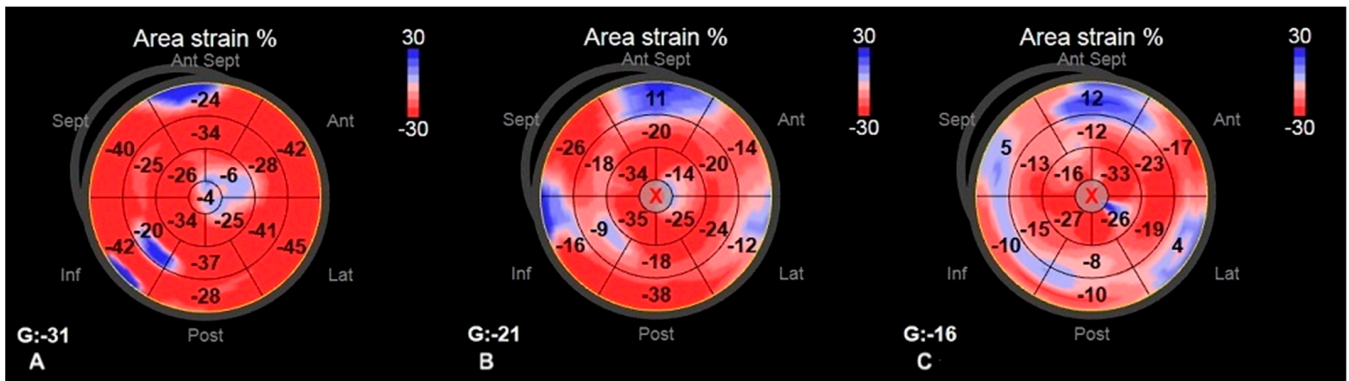 Area strain %
30
-30
Ant Sept
Sept
Ant
Inf
Lat
Post
-24
-40
-42
-34
-25
-28
-26
-6
-4
-34
-25
-20
-41
-42
-45
-37
-28
G:-31
A
Area strain %
30
-30
Ant Sept
Sept
Ant
Inf
Lat
Post
11
-26
-14
-20
-18
-20
-34
-14
X
-35
-25
-9
-24
-16
-12
-18
-38
G:-21
B
Area strain %
30
-30
Ant Sept
Sept
Ant
Inf
Lat
Post
12
5
-17
-12
-13
-23
-16
-33
X
-27
-26
-15
-19
-10
4
-8
-10
G:-16
C